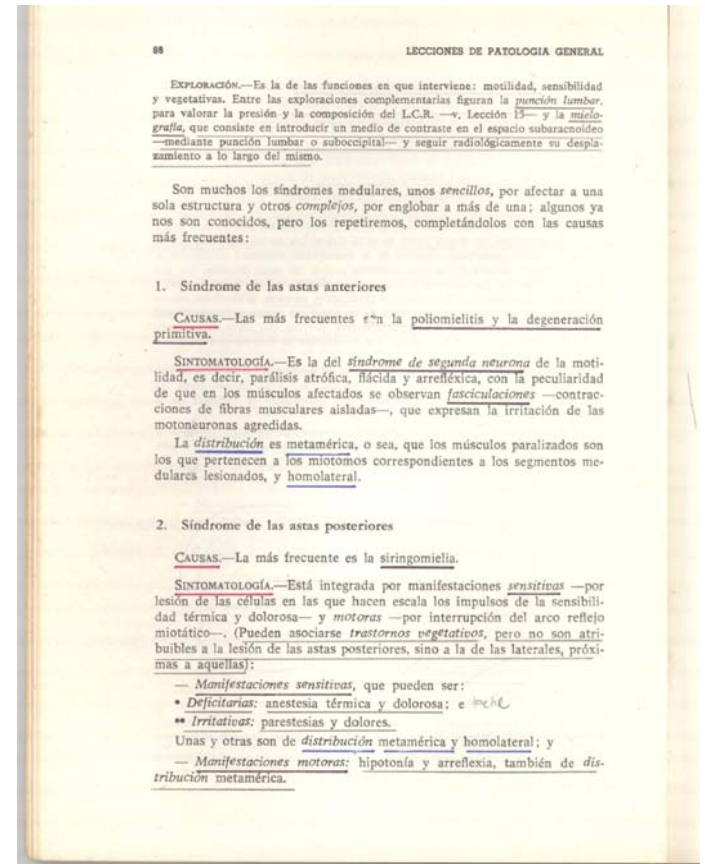 98 LECCIONES DE PATOLOGIA GENERAL
EXPLORACIÓN.—Es la de las funciones en que interviene: motilidad, sensibilidad
y vegetativas. Entre las exploraciones complementarias figuran la punción lumbar,
para valorar la presión y la composición del L.C.R. —v. Lección 15— y la mielo-
grafía, que consiste en introducir un medio de contraste en el espacio subaracnoideo
—mediante punción lumbar o suboccipital— y seguir radiológicamente su despla-
zamiento a lo largo del mismo.
Son muchos los síndromes medulares, unos sencillos, por afectar a una
sola estructura y otros complejos, por englobar a más de una; algunos ya
nos son conocidos, pero los repetiremos, completándolos con las causas
más frecuentes:
1. Síndrome de las astas anteriores
CAUSAS.—Las más frecuentes son la poliomielitis y la degeneración
primitiva.
SINTOMATOLOGÍA.—Es la del síndrome de segunda neurona de la moti-
lidad, es decir, parálisis atrófica, flácida y arrefléxica, con la peculiaridad
de que en los músculos afectados se observan fasciculaciones —contrac-
ciones de fibras musculares aisladas—, que expresan la irritación de las
motoneuronas agredidas.
La distribución es metamérica, o sea, que los músculos paralizados son
los que pertenecen a los miotomos correspondientes a los segmentos me-
dulares lesionados, y homolateral.
2. Síndrome de las astas posteriores
CAUSAS.—La más frecuente es la siringomielia.
SINTOMATOLOGÍA.—Está integrada por manifestaciones sensitivas —por
lesión de las células en las que hacen escala los impulsos de la sensibili-
dad térmica y dolorosa— y motoras —por interrupción del arco reflejo
miotático—. (Pueden asociarse trastornos vegetativos, pero no son atri-
buibles a la lesión de las astas posteriores, sino a la de las laterales, próxi-
mas a aquellas):
— Manifestaciones sensitivas, que pueden ser:
• Deficitarias: anestesia térmica y dolorosa; e
•• Irritativas: parestesias y dolores.
Unas y otras son de distribución metamérica y homolateral; y
— Manifestaciones motoras: hipotonía y arreflexia, también de dis-
tribución metamérica.